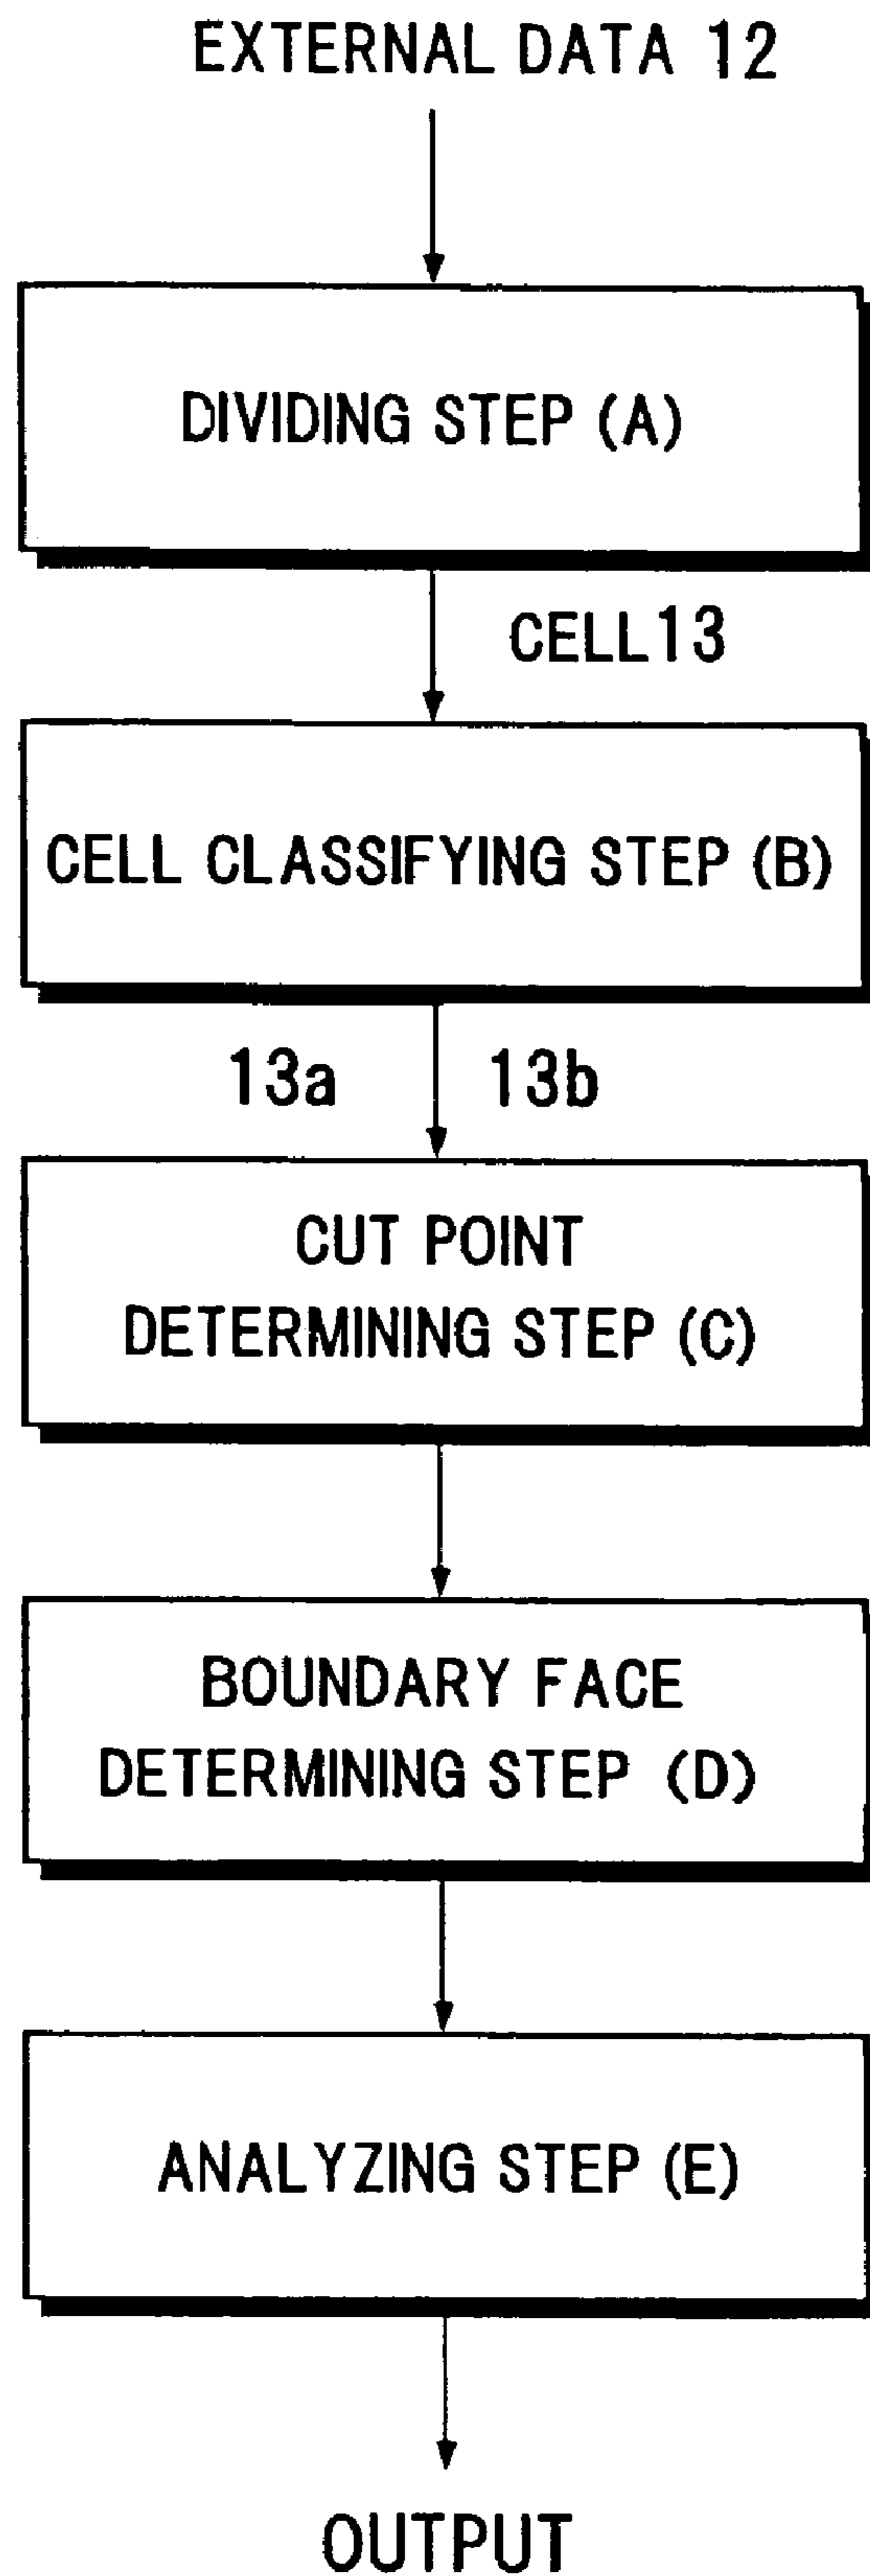 EXTERNAL DATA 12
DIVIDING STEP (A)
CELL13
CELL CLASSIFYING STEP (B)
13a 13b
CUT POINT
DETERMINING STEP (C)
BOUNDARY FACE
DETERMINING STEP (D)
ANALYZING STEP (E)
OUTPUT